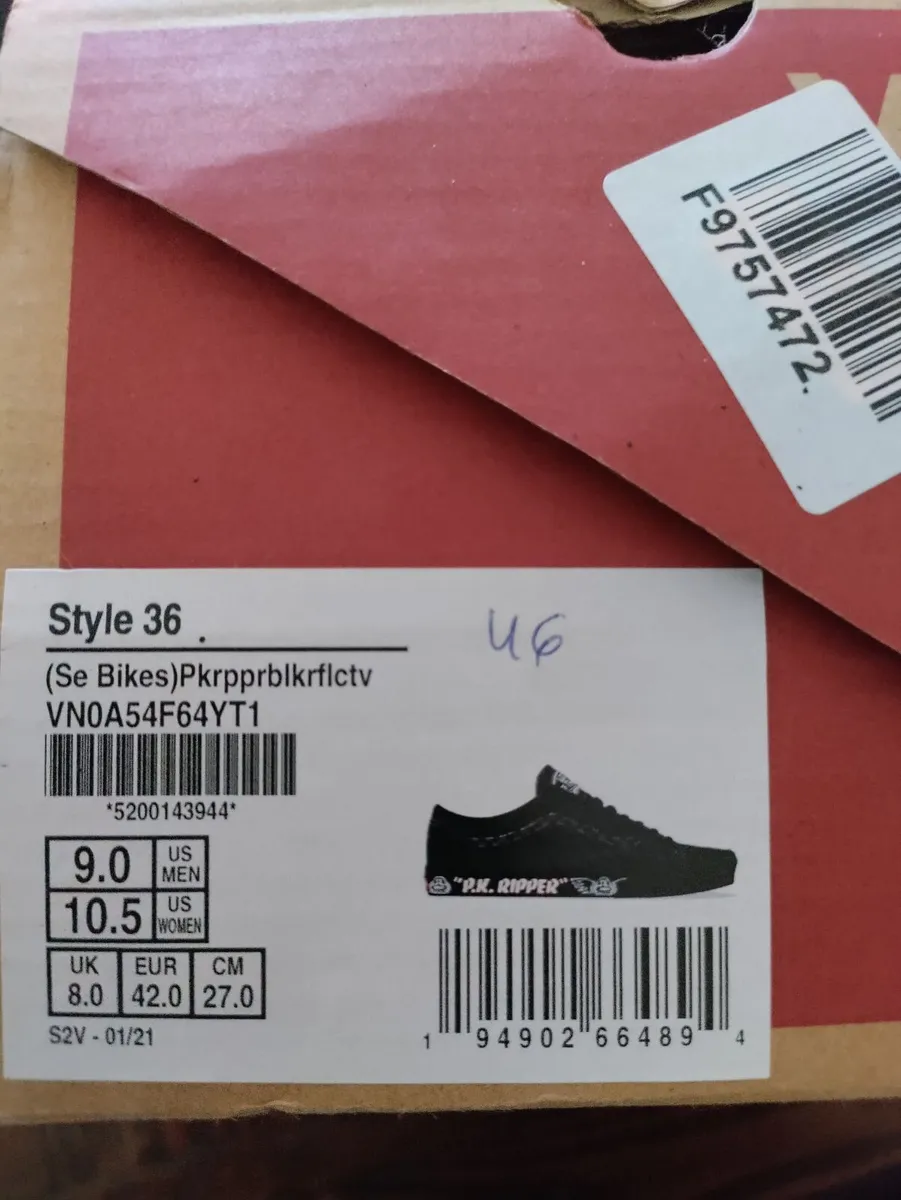 F9757472.
Style 36 .
46
(Se Bikes)Pkrpprblkrflctv
VN0A54F64YT1
*5200143944*
9.0 US MEN
10.5 US WOMEN
UK EUR CM
8.0 42.0 27.0
S2V - 01/21
"P.K. RIPPER"
1 94902 66489 4